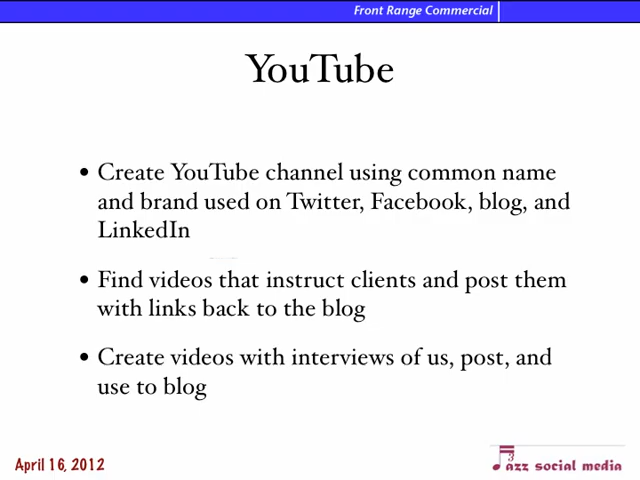 Front Range Commercial
YouTube
• Create YouTube channel using common name
and brand used on Twitter, Facebook, blog, and
LinkedIn
• Find videos that instruct clients and post them
with links back to the blog
• Create videos with interviews of us, post, and
use to blog
April 16, 2012
3
azz social media